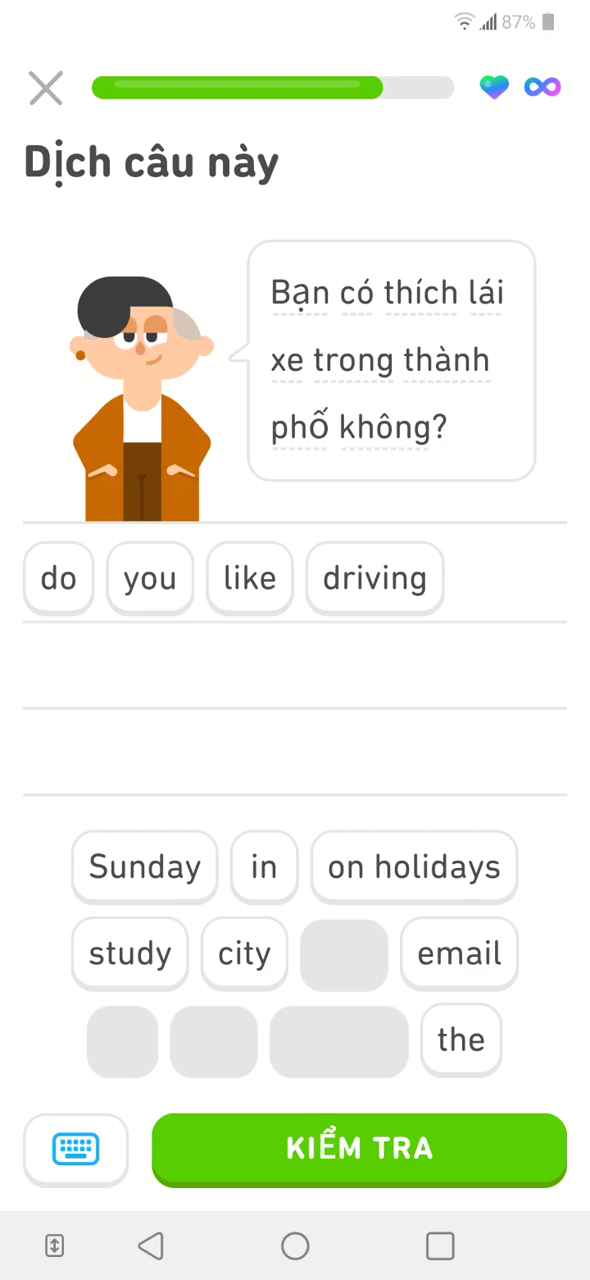 87%
Dịch câu này
Bạn có thích lái
xe trong thành
phố không?
do you like driving
Sunday in on holidays
study city email
the
KIỂM TRA